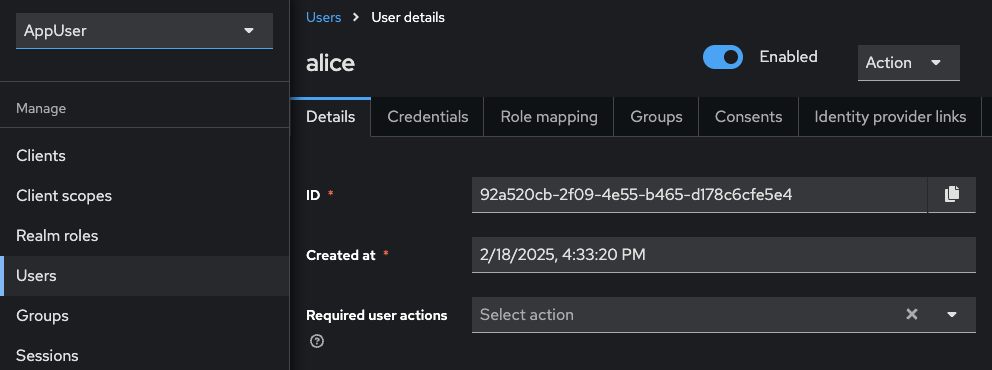 AppUser
Manage
Clients
Client scopes
Realm roles
Users
Groups
Sessions
Users > User details
alice
Enabled
Action
Details Credentials Role mapping Groups Consents Identity provider links
ID * 92a520cb-2f09-4e55-b465-d178c6cfe5e4
Created at * 2/18/2025, 4:33:20 PM
Required user actions Select action